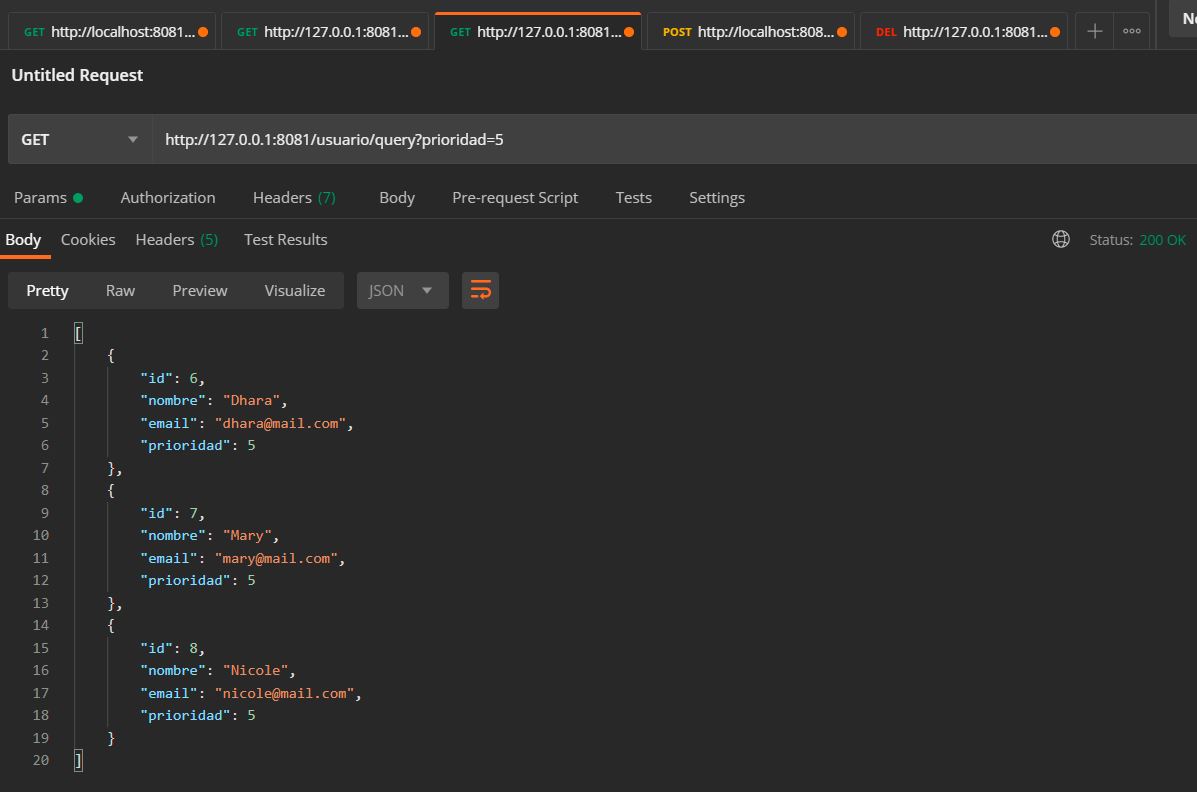 GET http://localhost:8081... GET http://127.0.0.1:8081... GET http://127.0.0.1:8081... POST http://localhost:808... DEL http://127.0.0.1:8081...
Untitled Request
GET http://127.0.0.1:8081/usuario/query?prioridad=5
Params Authorization Headers (7) Body Pre-request Script Tests Settings
Body Cookies Headers (5) Test Results Status: 200 OK
Pretty Raw Preview Visualize JSON
1 [
2 {
3 "id": 6,
4 "nombre": "Dhara",
5 "email": "dhara@mail.com",
6 "prioridad": 5
7 },
8 {
9 "id": 7,
10 "nombre": "Mary",
11 "email": "mary@mail.com",
12 "prioridad": 5
13 },
14 {
15 "id": 8,
16 "nombre": "Nicole",
17 "email": "nicole@mail.com",
18 "prioridad": 5
19 }
20 ]